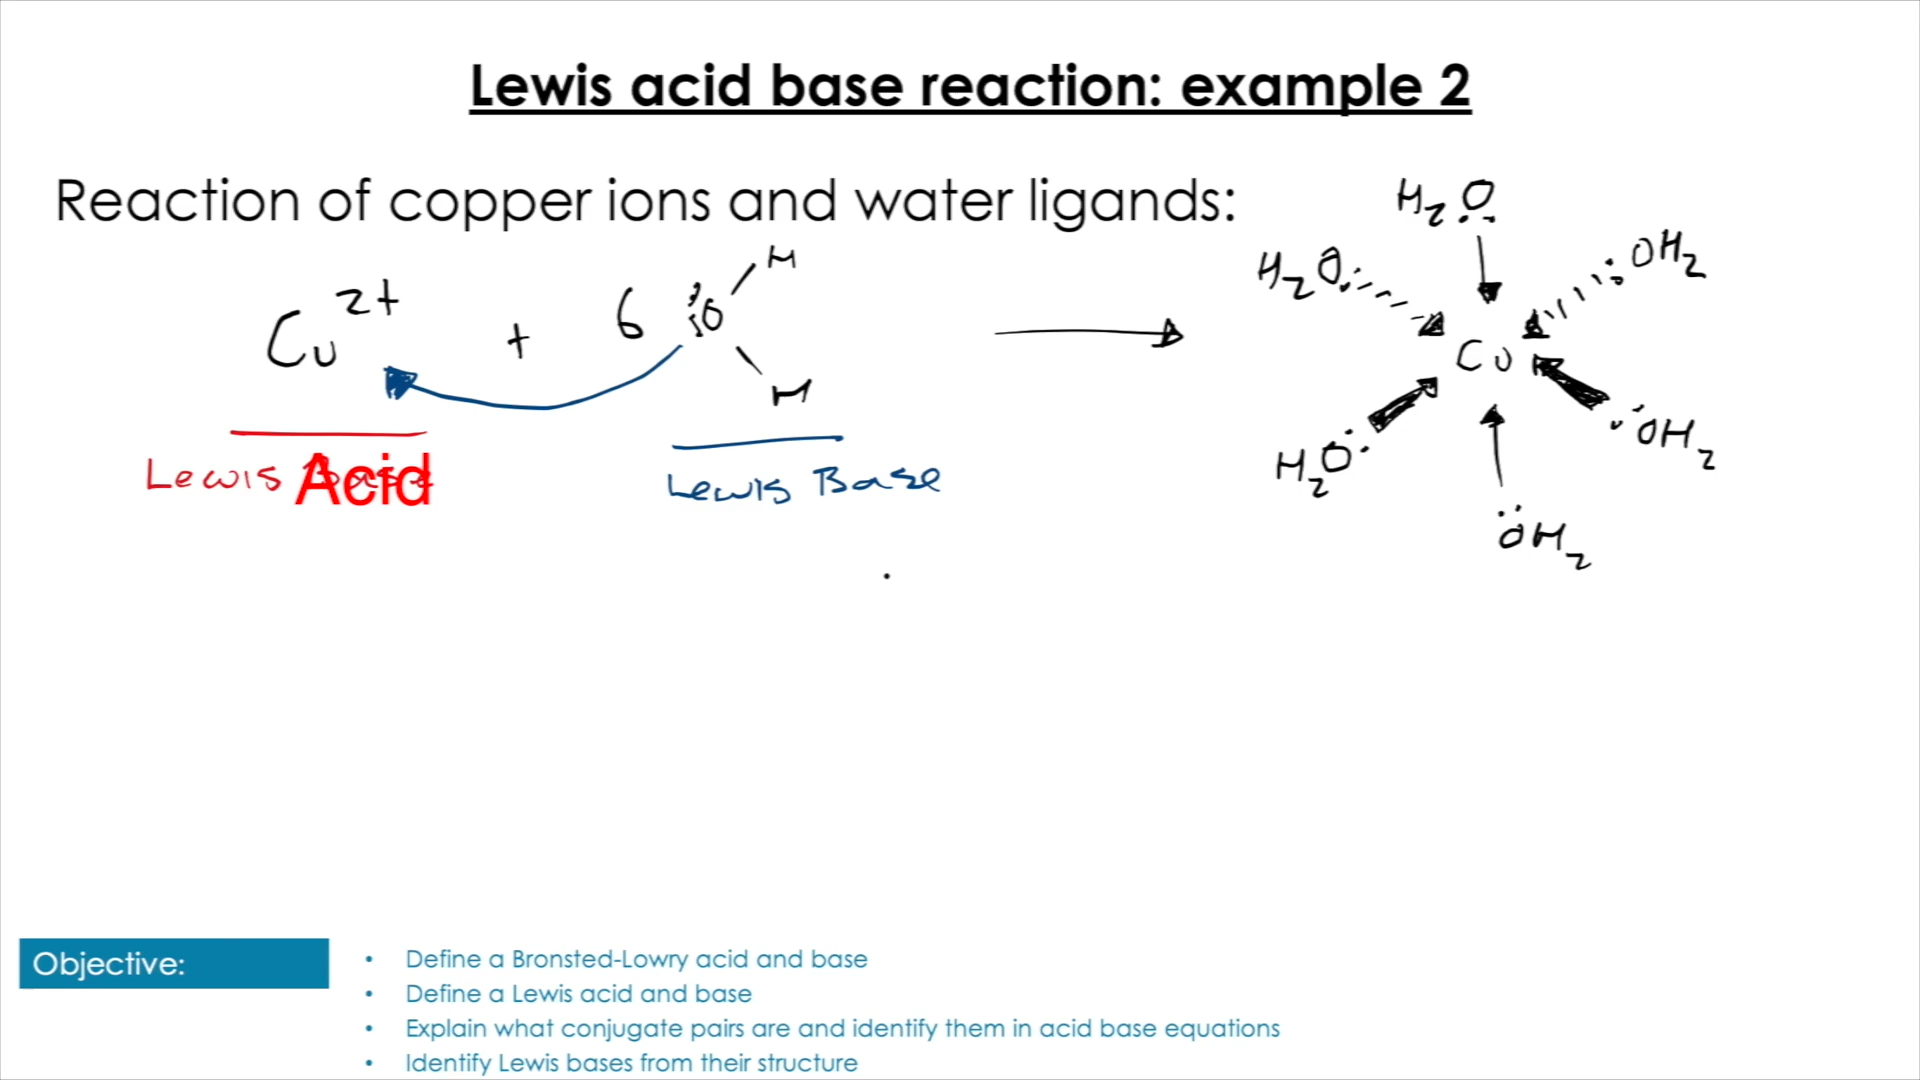 Lewis acid base reaction: example 2
Reaction of copper ions and water ligands:
Cu2+ + 6 :O H H
Lewis Base Acid
Lewis Base
H2O
H2O
OH2
Cu
H2O
OH2
OH2
Objective:
• Define a Bronsted-Lowry acid and base
• Define a Lewis acid and base
• Explain what conjugate pairs are and identify them in acid base equations
• Identify Lewis bases from their structure